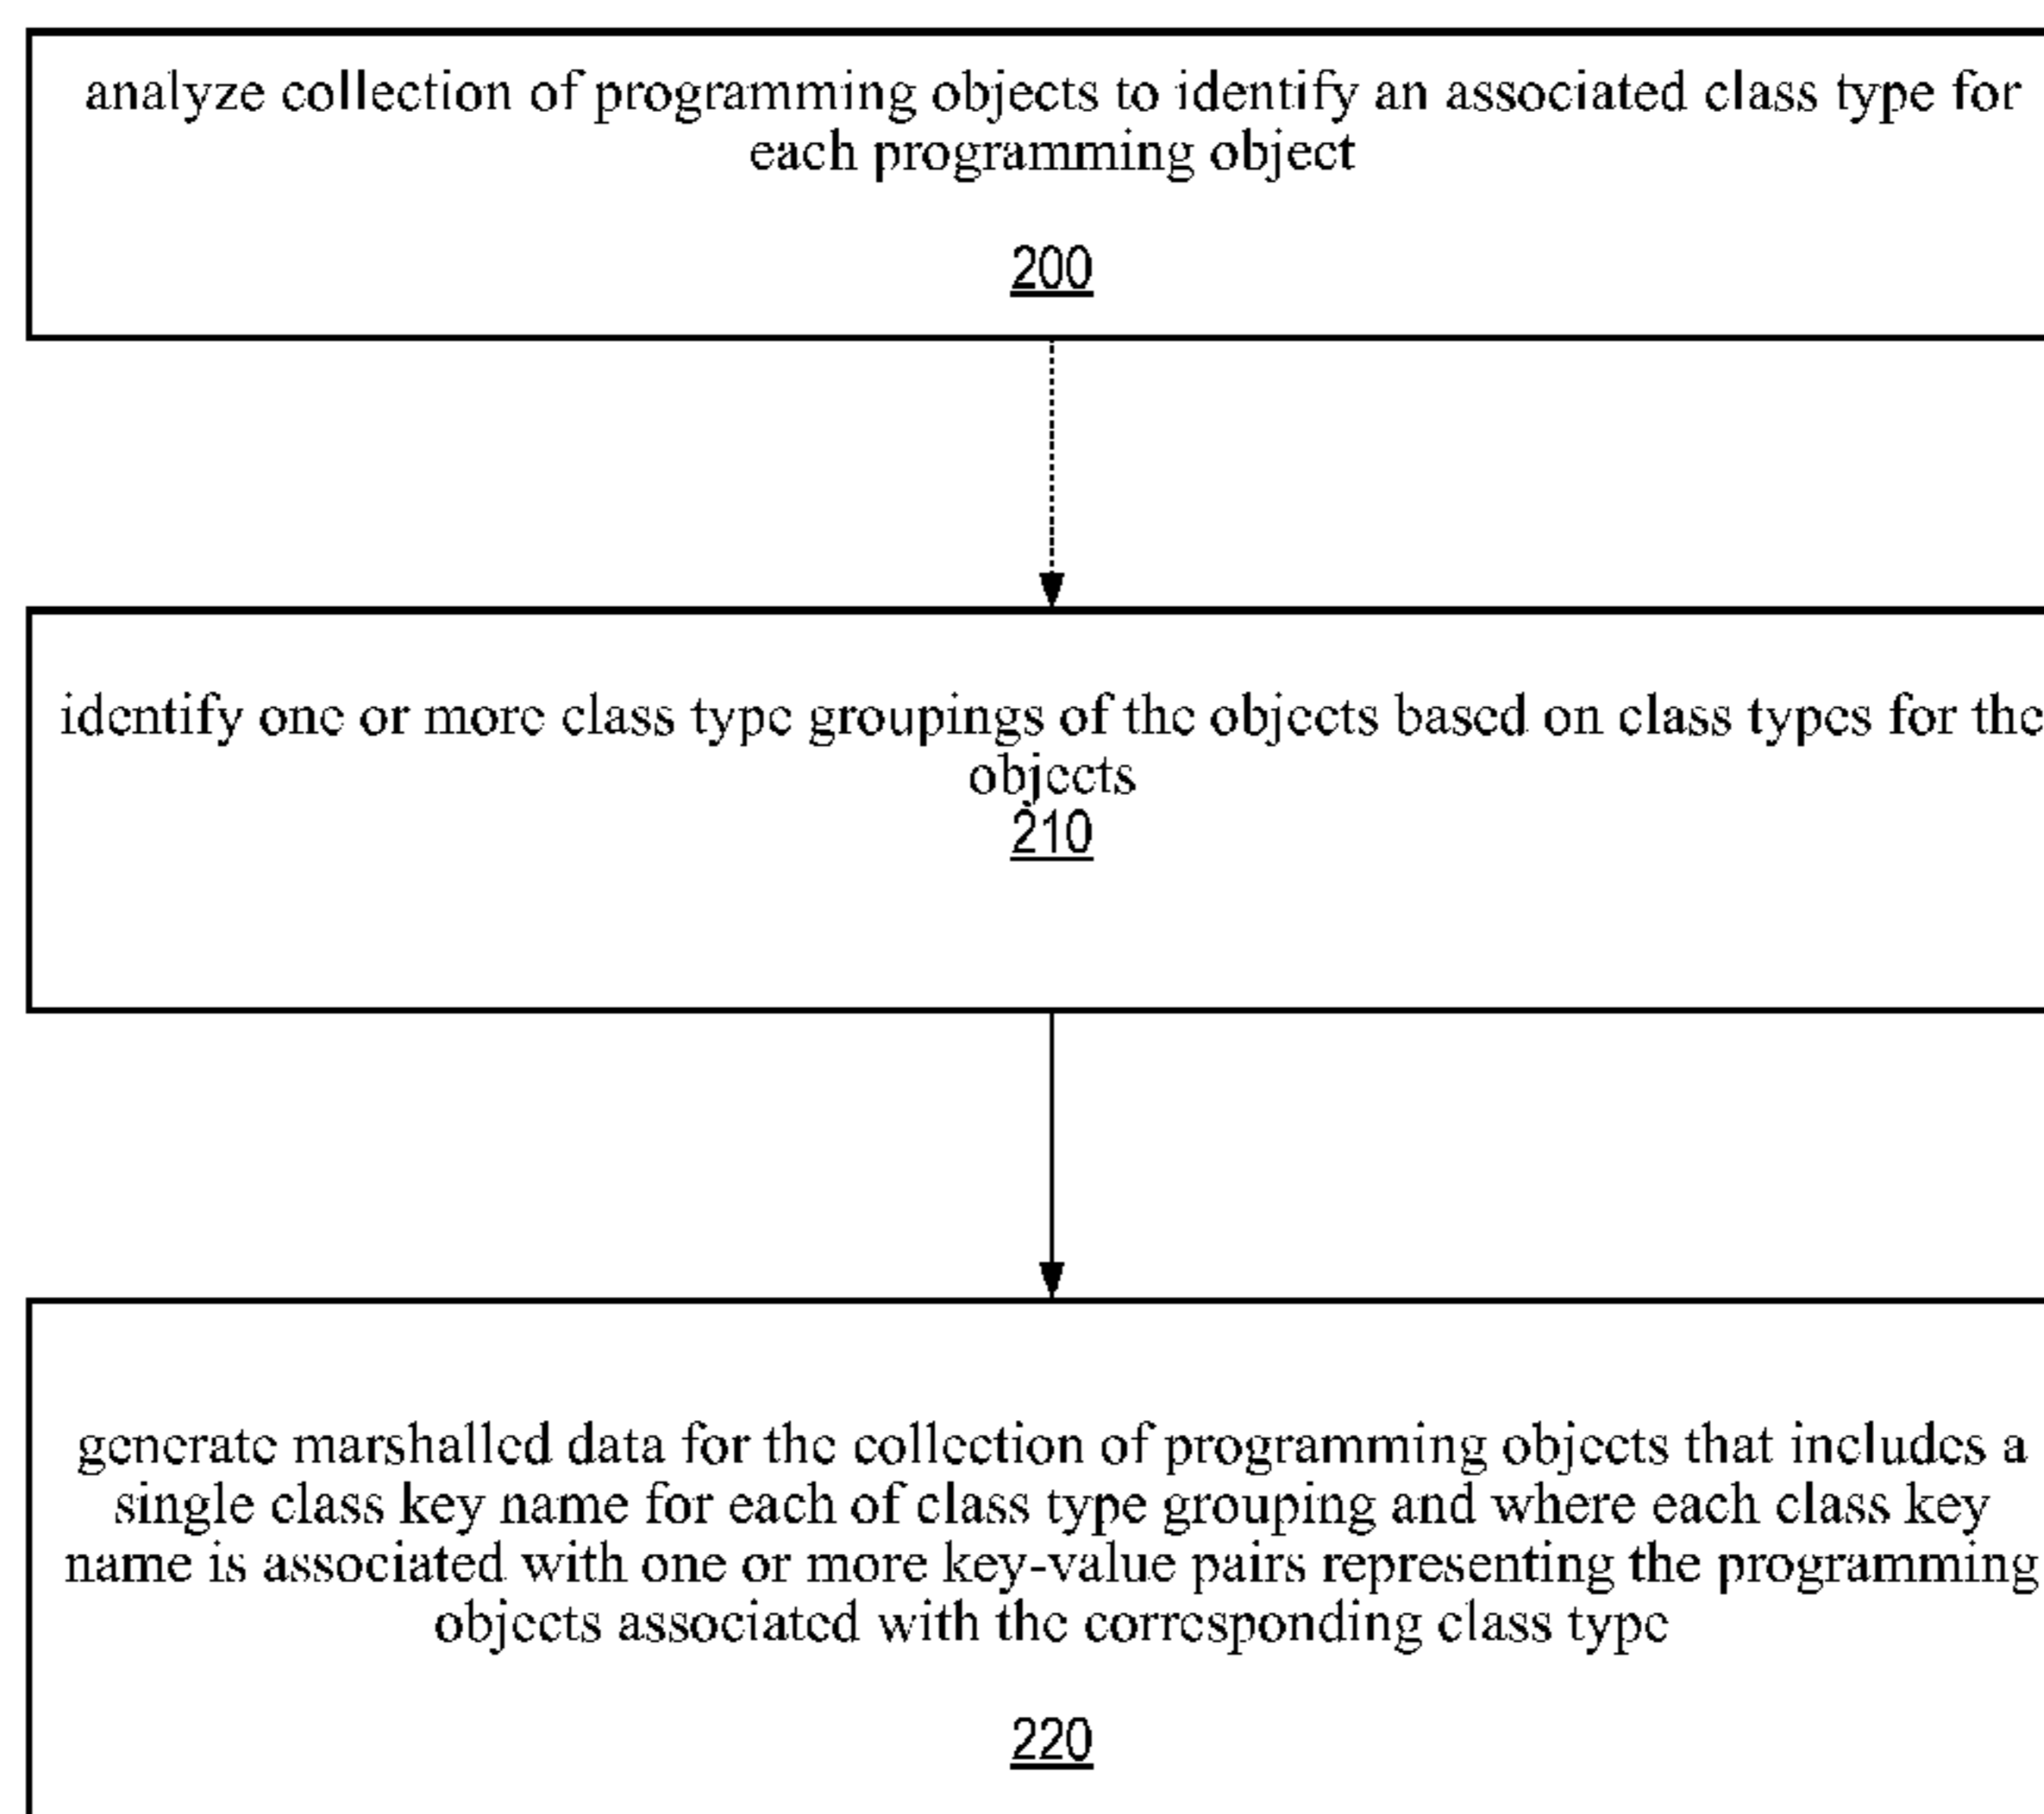 analyze collection of programming objects to identify an associated class type for
each programming object
200
identify one or more class type groupings of the objects based on class types for the
objects
210
generate marshalled data for the collection of programming objects that includes a
single class key name for each of class type grouping and where each class key
name is associated with one or more key-value pairs representing the programming
objects associated with the corresponding class type
220